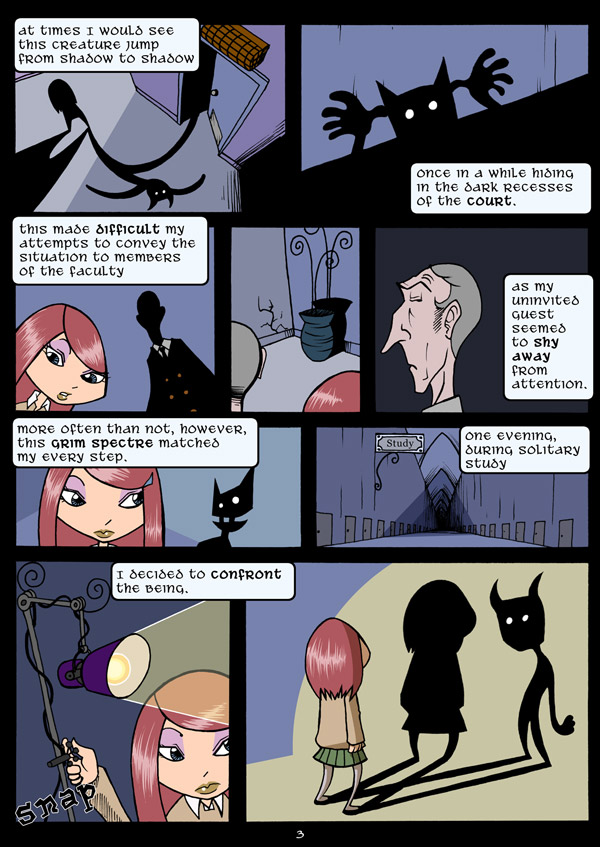 at times I would see
this creature jump
from shadow to shadow
once in a while hiding
in the dark recesses
of the court.
this made difficult my
attempts to convey the
situation to members
of the faculty
as my
uninvited
guest
seemed
to shy
away
from
attention.
more often than not, however,
this grim spectre matched
my every step.
Study
one evening,
during solitary
study
I decided to confront
the being.
snap
3